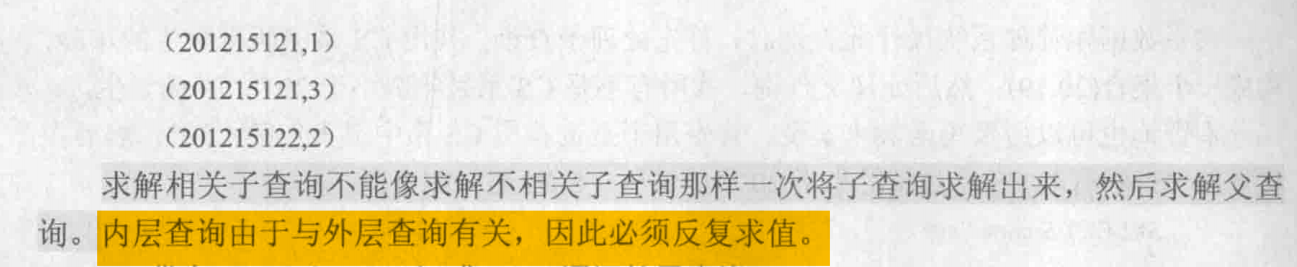 （201215121,1）
（201215121,3）
（201215122,2）
求解相关子查询不能像求解不相关子查询那样一次将子查询求解出来，然后求解父查
询。内层查询由于与外层查询有关，因此必须反复求值。